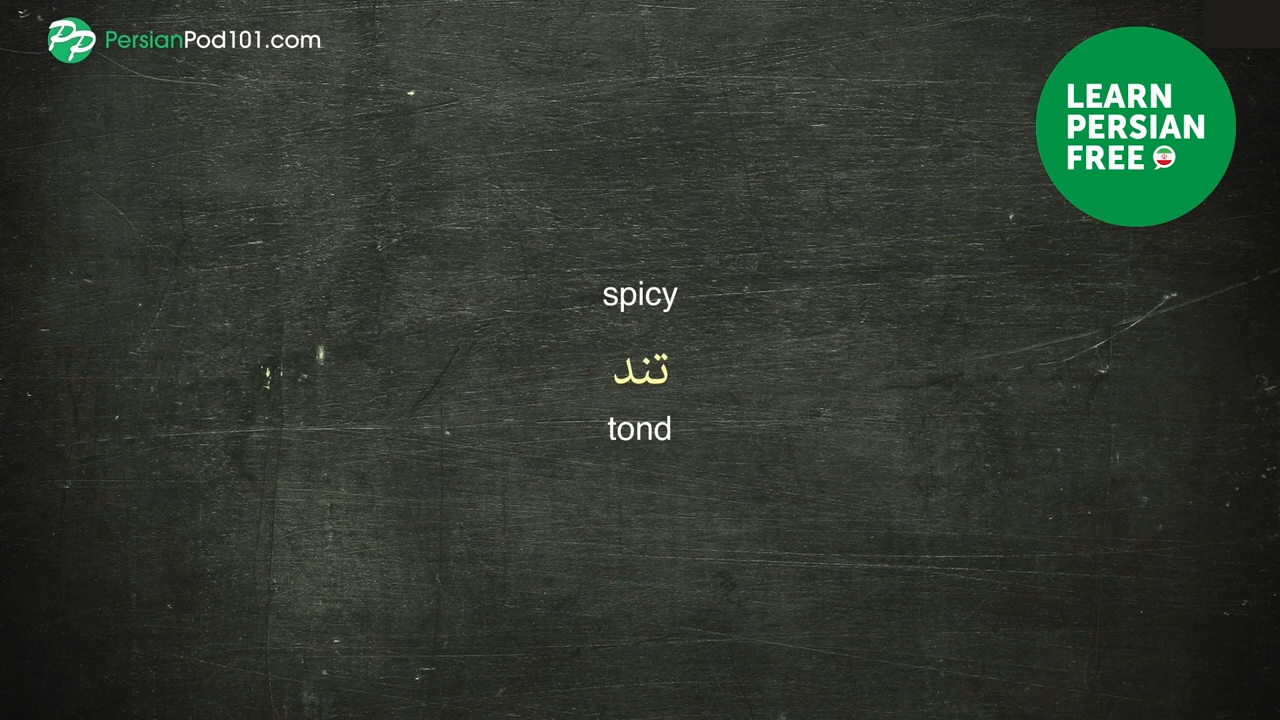 PersianPod101.com
LEARN
PERSIAN
FREE
spicy
تند
tond